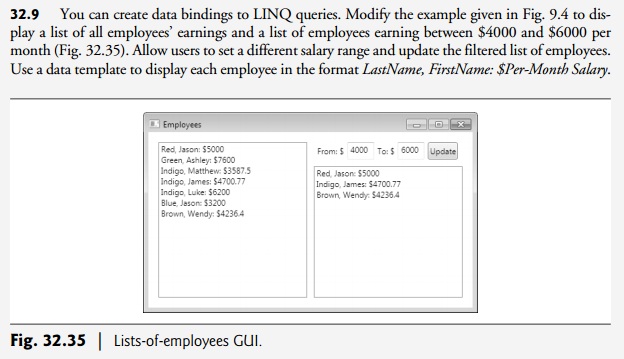 32.9 You can create data bindings to LINQ queries. Modify the example given in Fig. 9.4 to dis-
play a list of all employees' earnings and a list of employees earning between $4000 and $6000 per
month (Fig. 32.35). Allow users to set a different salary range and update the filtered list of employees.
Use a data template to display each employee in the format LastName, FirstName: $Per-Month Salary.
Employees
Red, Jason: $5000
Green, Ashley: $7600
Indigo, Matthew: $3587.5
Indigo, James: $4700.77
Indigo, Luke: $6200
Blue, Jason: $3200
Brown, Wendy: $4236.4
From: $ 4000 To: $ 6000 Update
Red, Jason: $5000
Indigo, James: $4700.77
Brown, Wendy: $4236.4
Fig. 32.35 | Lists-of-employees GUI.